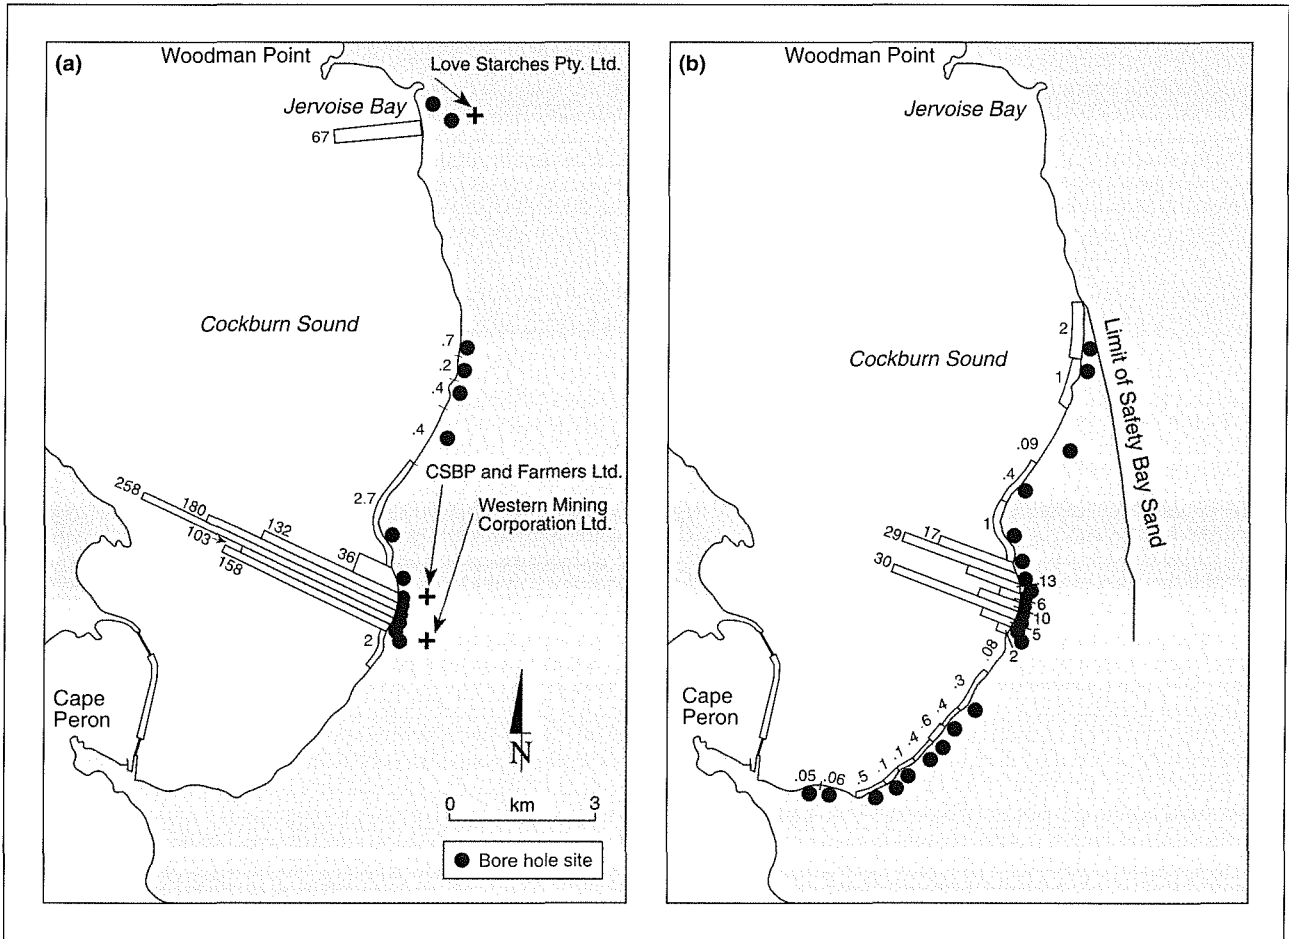 (a)
Woodman Point
Love Starches Pty. Ltd.
Jervoise Bay
67
Cockburn Sound
.7
.2
.4
.4
CSBP and Farmers Ltd.
2.7
Western Mining
Corporation Ltd.
258
180
132
103
36
158
2
Cape
Peron
N
0 km 3
Bore hole site
(b)
Woodman Point
Jervoise Bay
2
Limit of Safety Bay Sand
Cockburn Sound
1
.09
.4
1
29
17
30
13
6
10
5
2
.08
.3
.4
.6
.4
.1
.1
.5
.06
.05
Cape
Peron